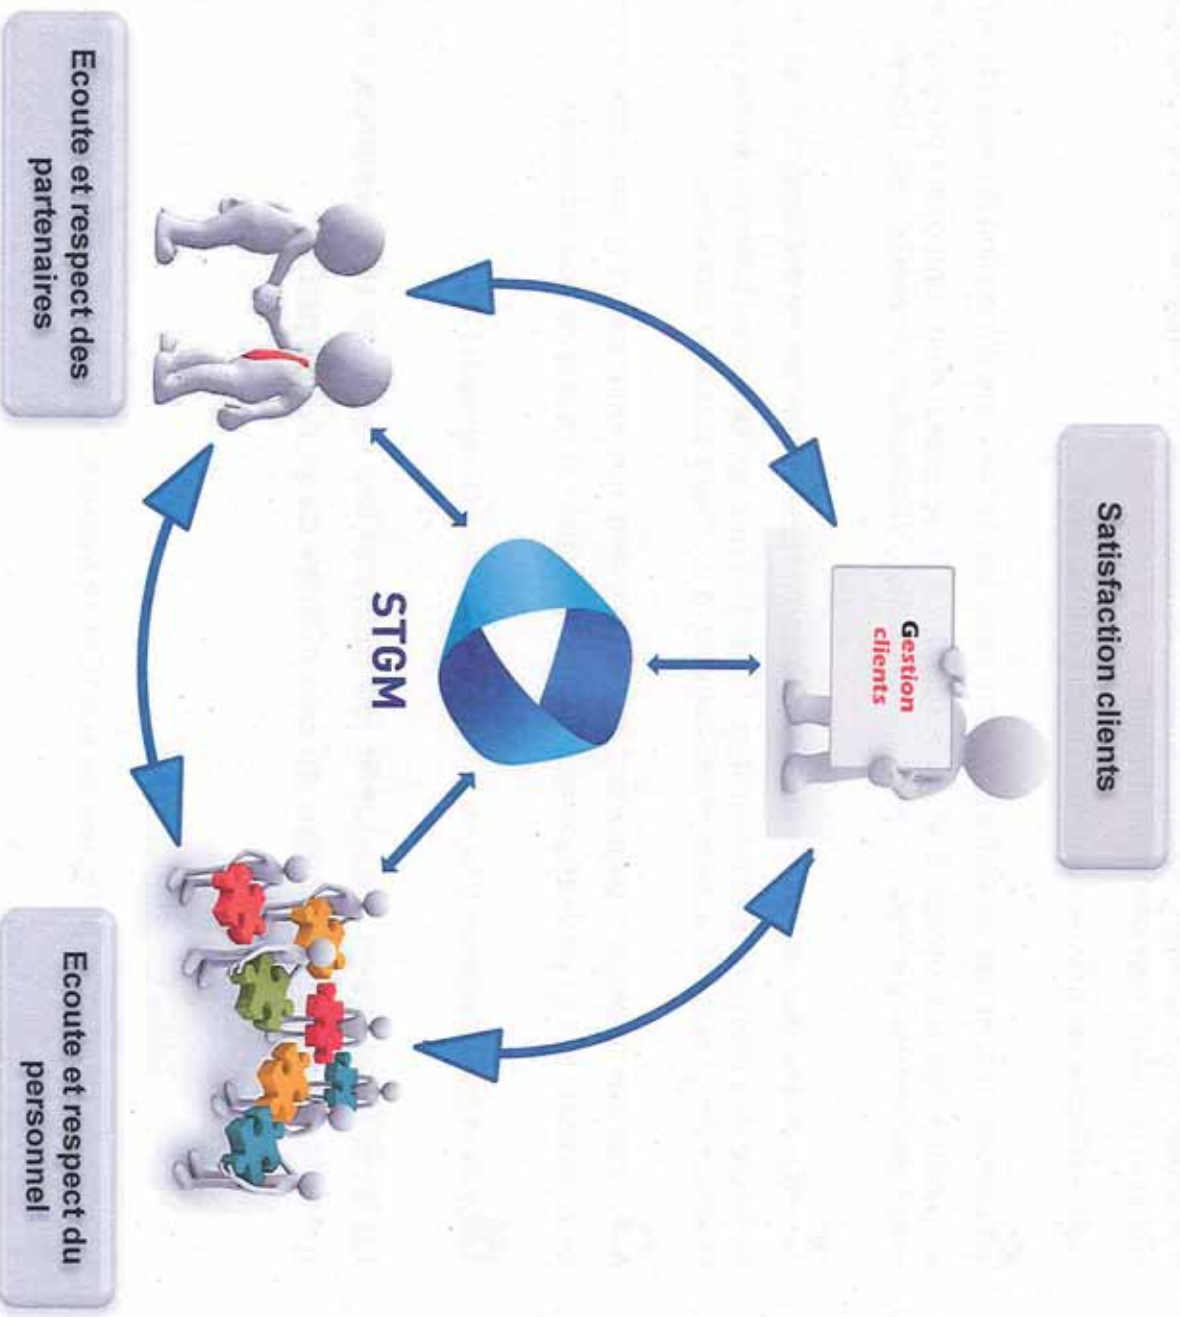 Satisfaction clients
Gestion
clients
STGM
Ecoute et respect des
partenaires
Ecoute et respect du
personnel